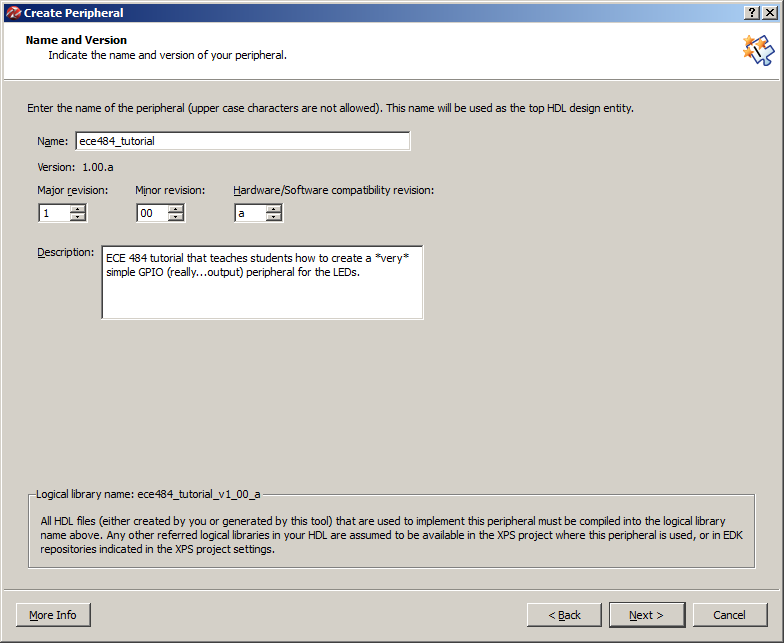 Create Peripheral
Name and Version
Indicate the name and version of your peripheral.
Enter the name of the peripheral (upper case characters are not allowed). This name will be used as the top HDL design entity.
Name: ece484_tutorial
Version: 1.00.a
Major revision: Minor revision: Hardware/Software compatibility revision:
1 00 a
Description: ECE 484 tutorial that teaches students how to create a *very*
simple GPIO (really...output) peripheral for the LEDs.
Logical library name: ece484_tutorial_v1_00_a
All HDL files (either created by you or generated by this tool) that are used to implement this peripheral must be compiled into the logical library
name above. Any other referred logical libraries in your HDL are assumed to be available in the XPS project where this peripheral is used, or in EDK
repositories indicated in the XPS project settings.
More Info < Back Next > Cancel